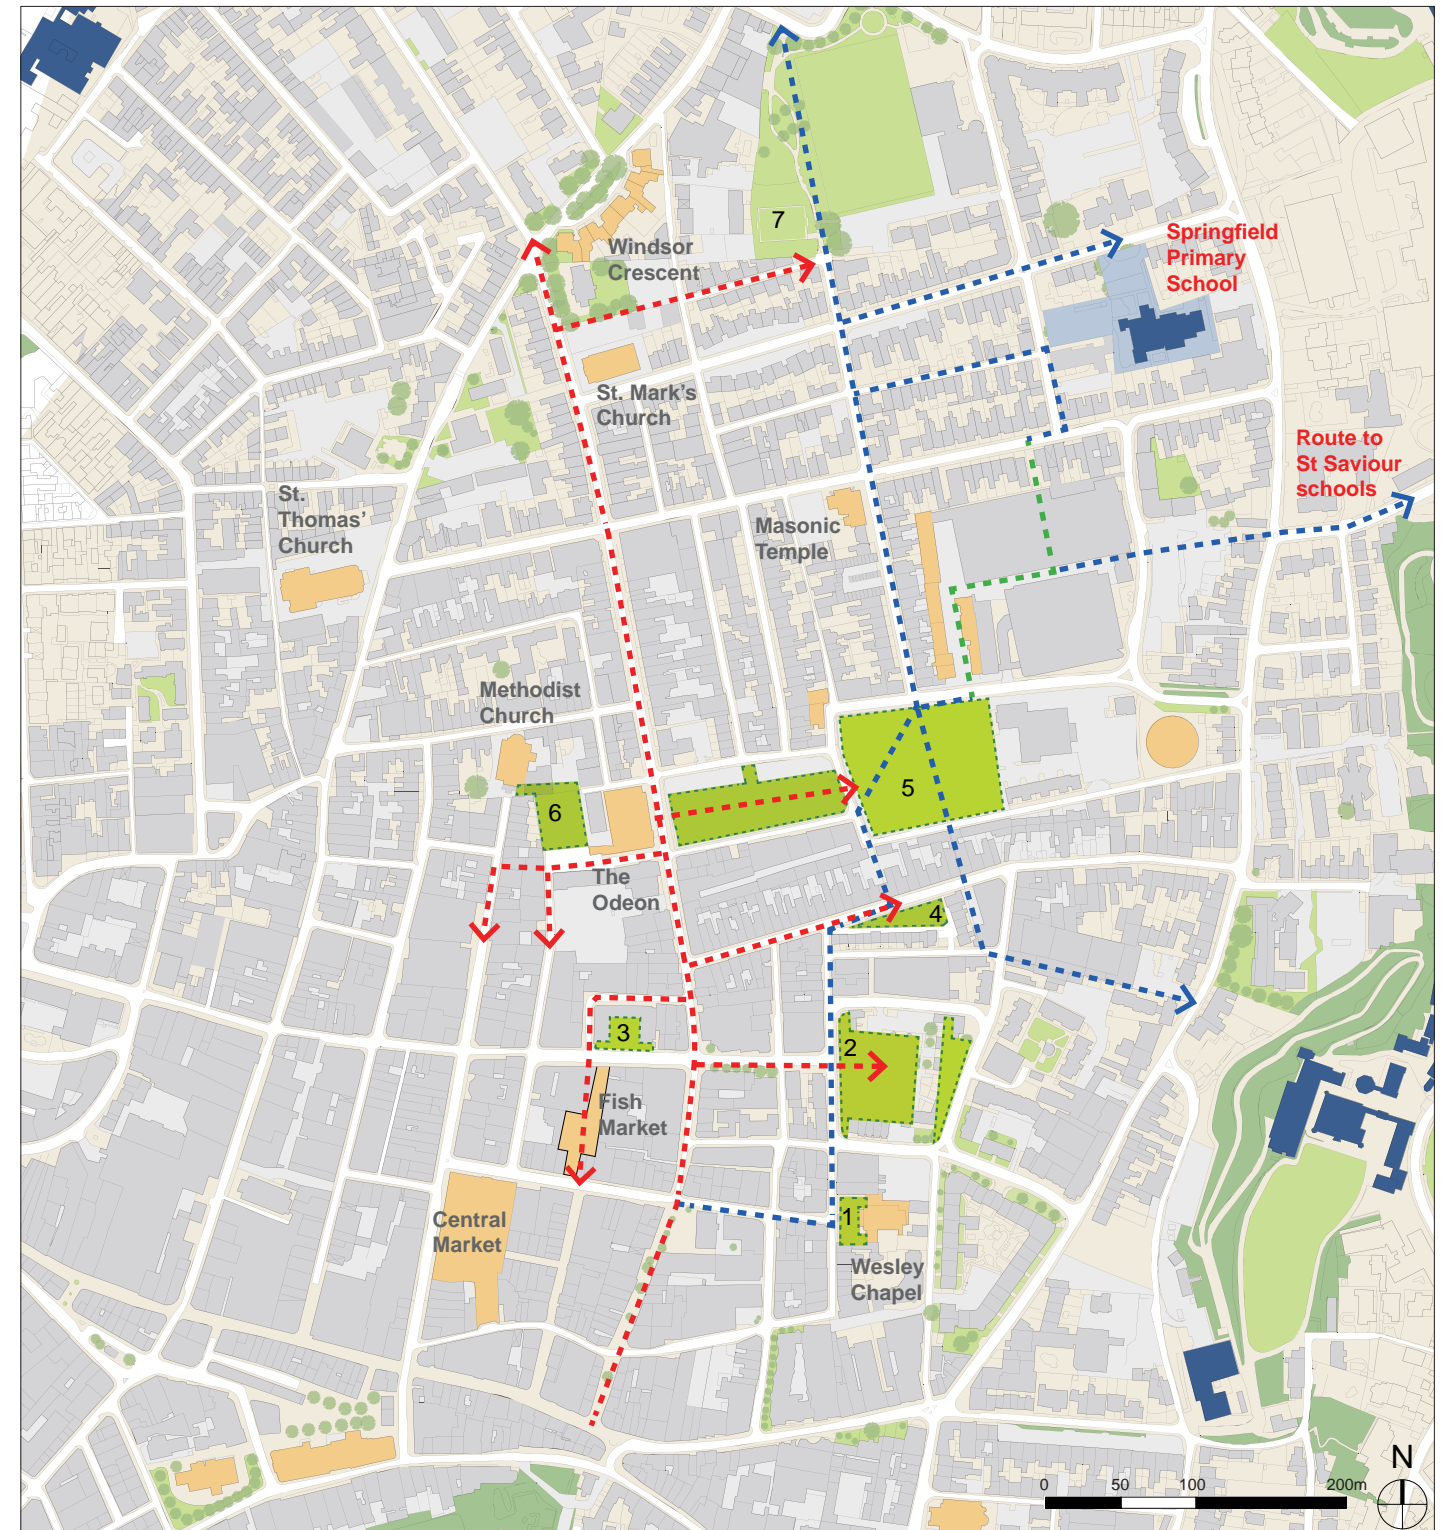 7
Springfield
Primary
School
Windsor
Crescent
St. Mark's
Church
Route to
St Saviour
schools
St.
Thomas'
Church
Masonic
Temple
Methodist
Church
5
6
The
Odeon
4
3
2
Fish
Market
1
Central
Market
Wesley
Chapel
N
0 50 100 200m